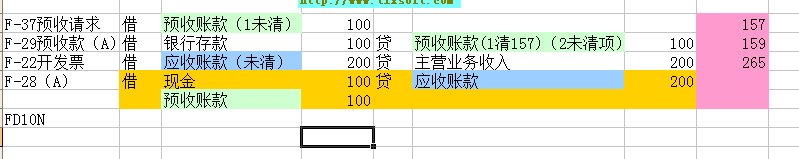 F-37预收请求 借 预收账款（1未清） 100 157
F-29预收款（A） 借 银行存款 100 贷 预收账款(1清157)（2未清项） 100 159
F-22开发票 借 应收账款（未清） 200 贷 主营业务收入 200 265
F-28（A） 借 现金 100 贷 应收账款 200
预收账款 100
FD10N